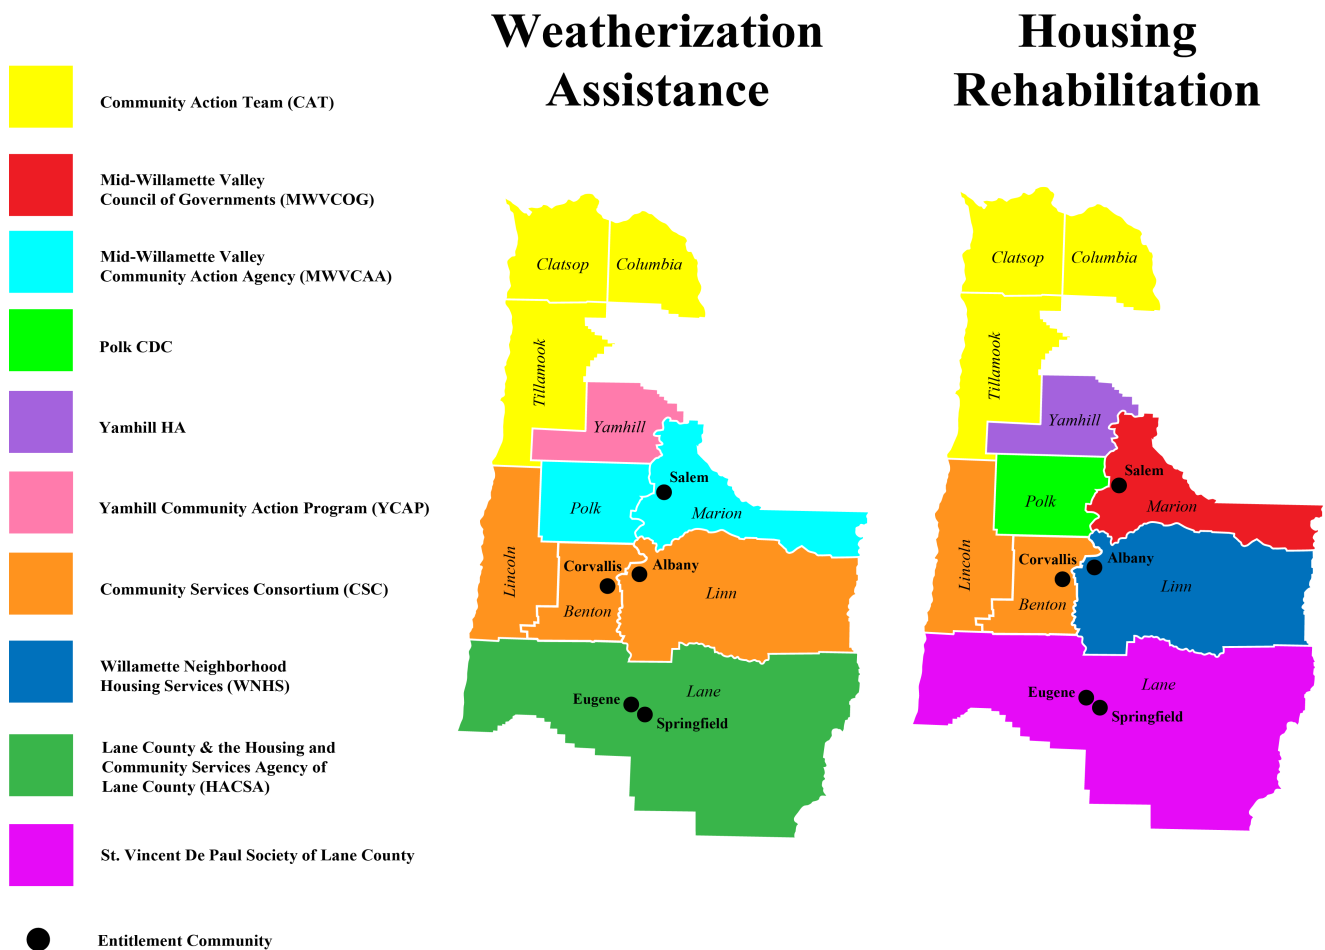 Weatherization
Assistance
Housing
Rehabilitation
Community Action Team (CAT)
Mid-Willamette Valley
Council of Governments (MWVCOG)
Mid-Willamette Valley
Community Action Agency (MWVCAA)
Polk CDC
Yamhill HA
Yamhill Community Action Program (YCAP)
Community Services Consortium (CSC)
Willamette Neighborhood
Housing Services (WNHS)
Lane County & the Housing and
Community Services Agency of
Lane County (HACSA)
St. Vincent De Paul Society of Lane County
Entitlement Community
Clatsop
Columbia
Tillamook
Yamhill
Salem
Polk
Marion
Lincoln
Corvallis
Albany
Benton
Linn
Lane
Eugene
Springfield
Clatsop
Columbia
Tillamook
Yamhill
Salem
Polk
Marion
Lincoln
Corvallis
Albany
Benton
Linn
Lane
Eugene
Springfield